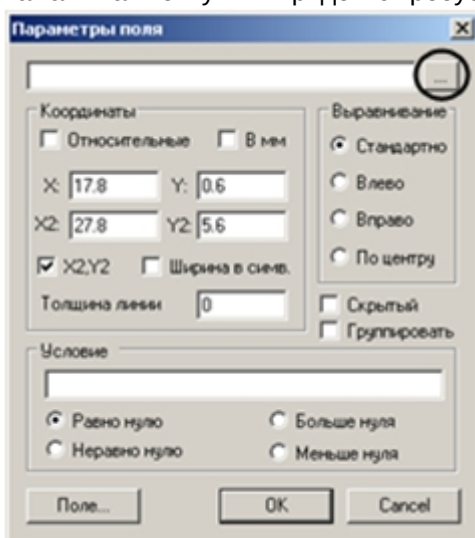 Параметры поля
...
Координаты
Выравнивание
Относительные
В мм
Стандартно
X: 17.8
Y: 0.6
Влево
X2: 27.8
Y2: 5.6
Вправо
X2,Y2
Ширина в симв.
По центру
Толщина линии 0
Скрытый
Группировать
Условие
Равно нулю
Больше нуля
Неравно нулю
Меньше нуля
Поле...
OK
Cancel